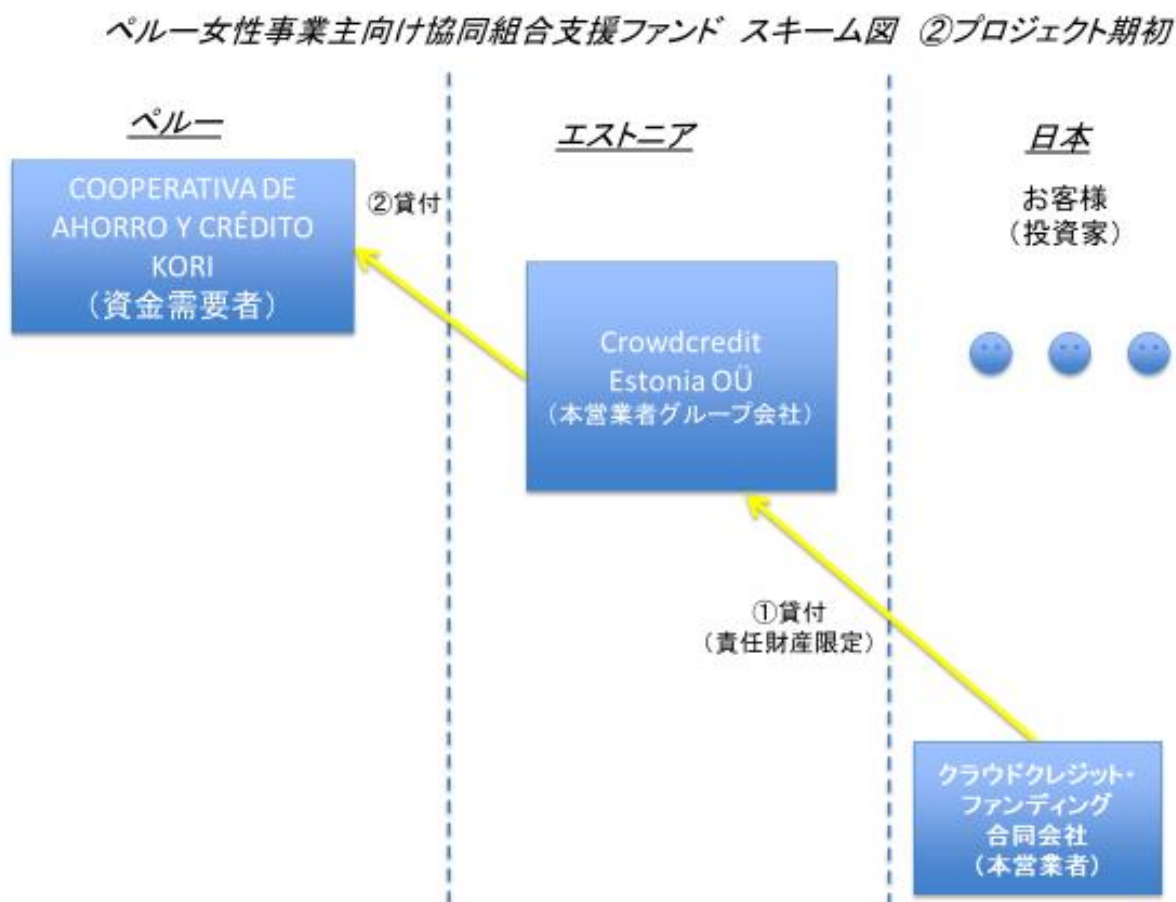 ペルー女性事業主向け協同組合支援ファンド スキーム図 ②プロジェクト期初
ペルー
エストニア
日本
COOPERATIVA DE
AHORRO Y CRÉDITO
KORI
（資金需要者）
②貸付
Crowdcredit
Estonia OÜ
（本営業者グループ会社）
お客様
（投資家）
①貸付
（責任財産限定）
クラウドクレジット・
ファンディング
合同会社
（本営業者）